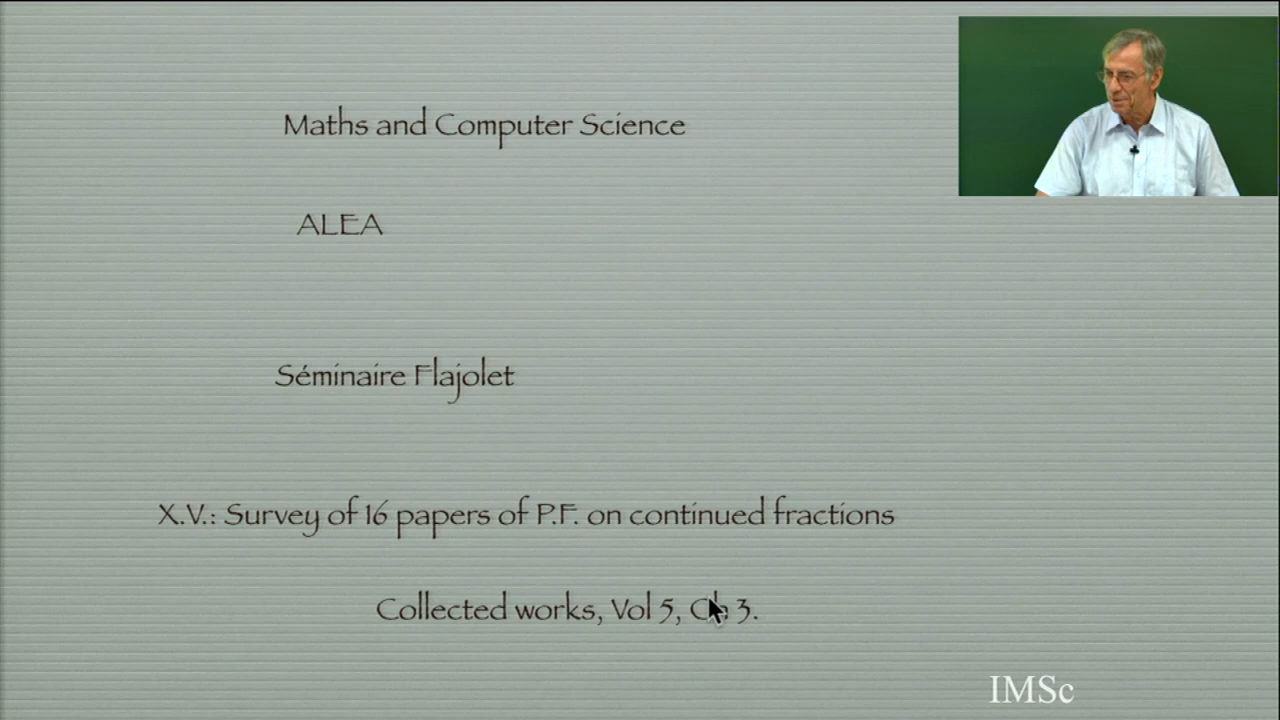 Maths and Computer Science
ALEA
Séminaire Flajolet
X.V.: Survey of 16 papers of P.F. on continued fractions
Collected works, Vol 5, Ch 3.
IMSc